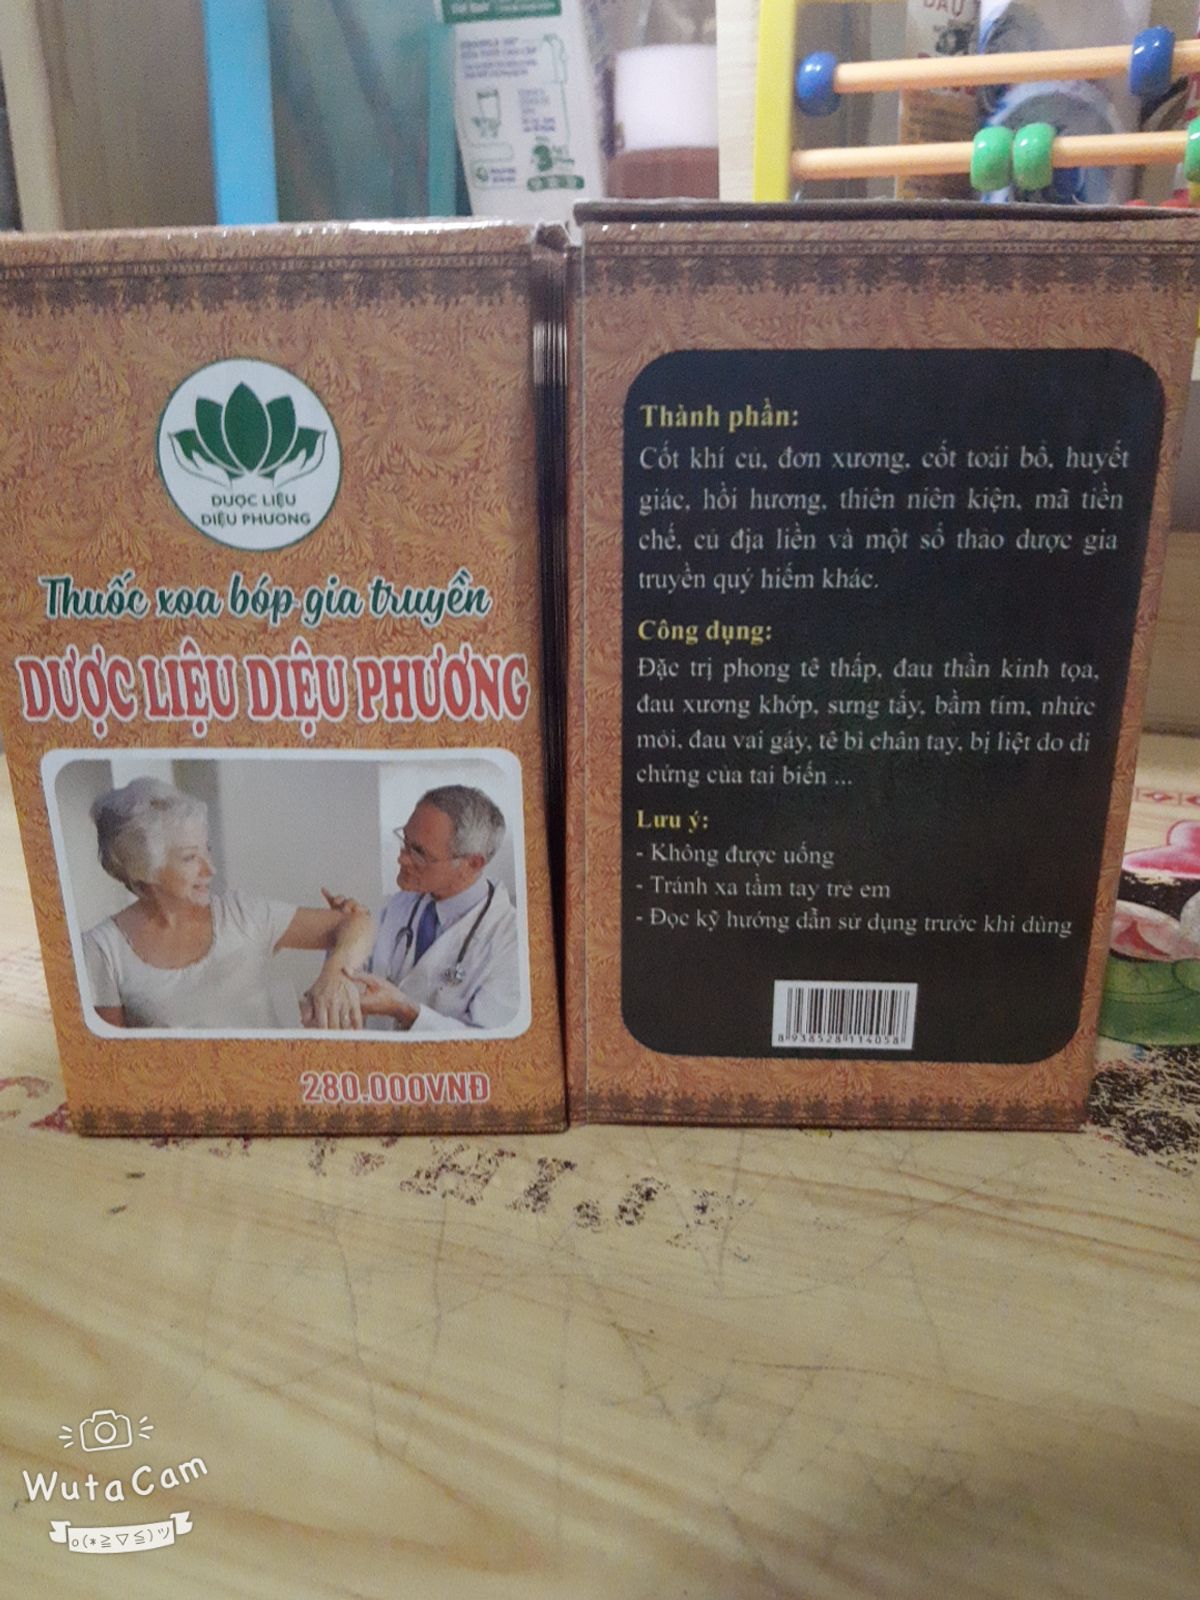 DƯỢC LIỆU
DIỆU PHƯƠNG
Thuốc xoa bóp gia truyền
DƯỢC LIỆU DIỆU PHƯƠNG
280.000VNĐ
Thành phần:
Cốt khí củ, đơn xương, cốt toái bổ, huyết
giác, hồi hương, thiên niên kiện, mã tiền
chế, củ địa liền và một số thảo dược gia
truyền quý hiếm khác.
Công dụng:
Đặc trị phong tê thấp, đau thần kinh tọa,
đau xương khớp, sưng tấy, bầm tím, nhức
mỏi, đau vai gáy, tê bì chân tay, bị liệt do di
chứng của tai biến ...
Lưu ý:
- Không được uống
- Tránh xa tầm tay trẻ em
- Đọc kỹ hướng dẫn sử dụng trước khi dùng
8 938528 114058
WutaCam